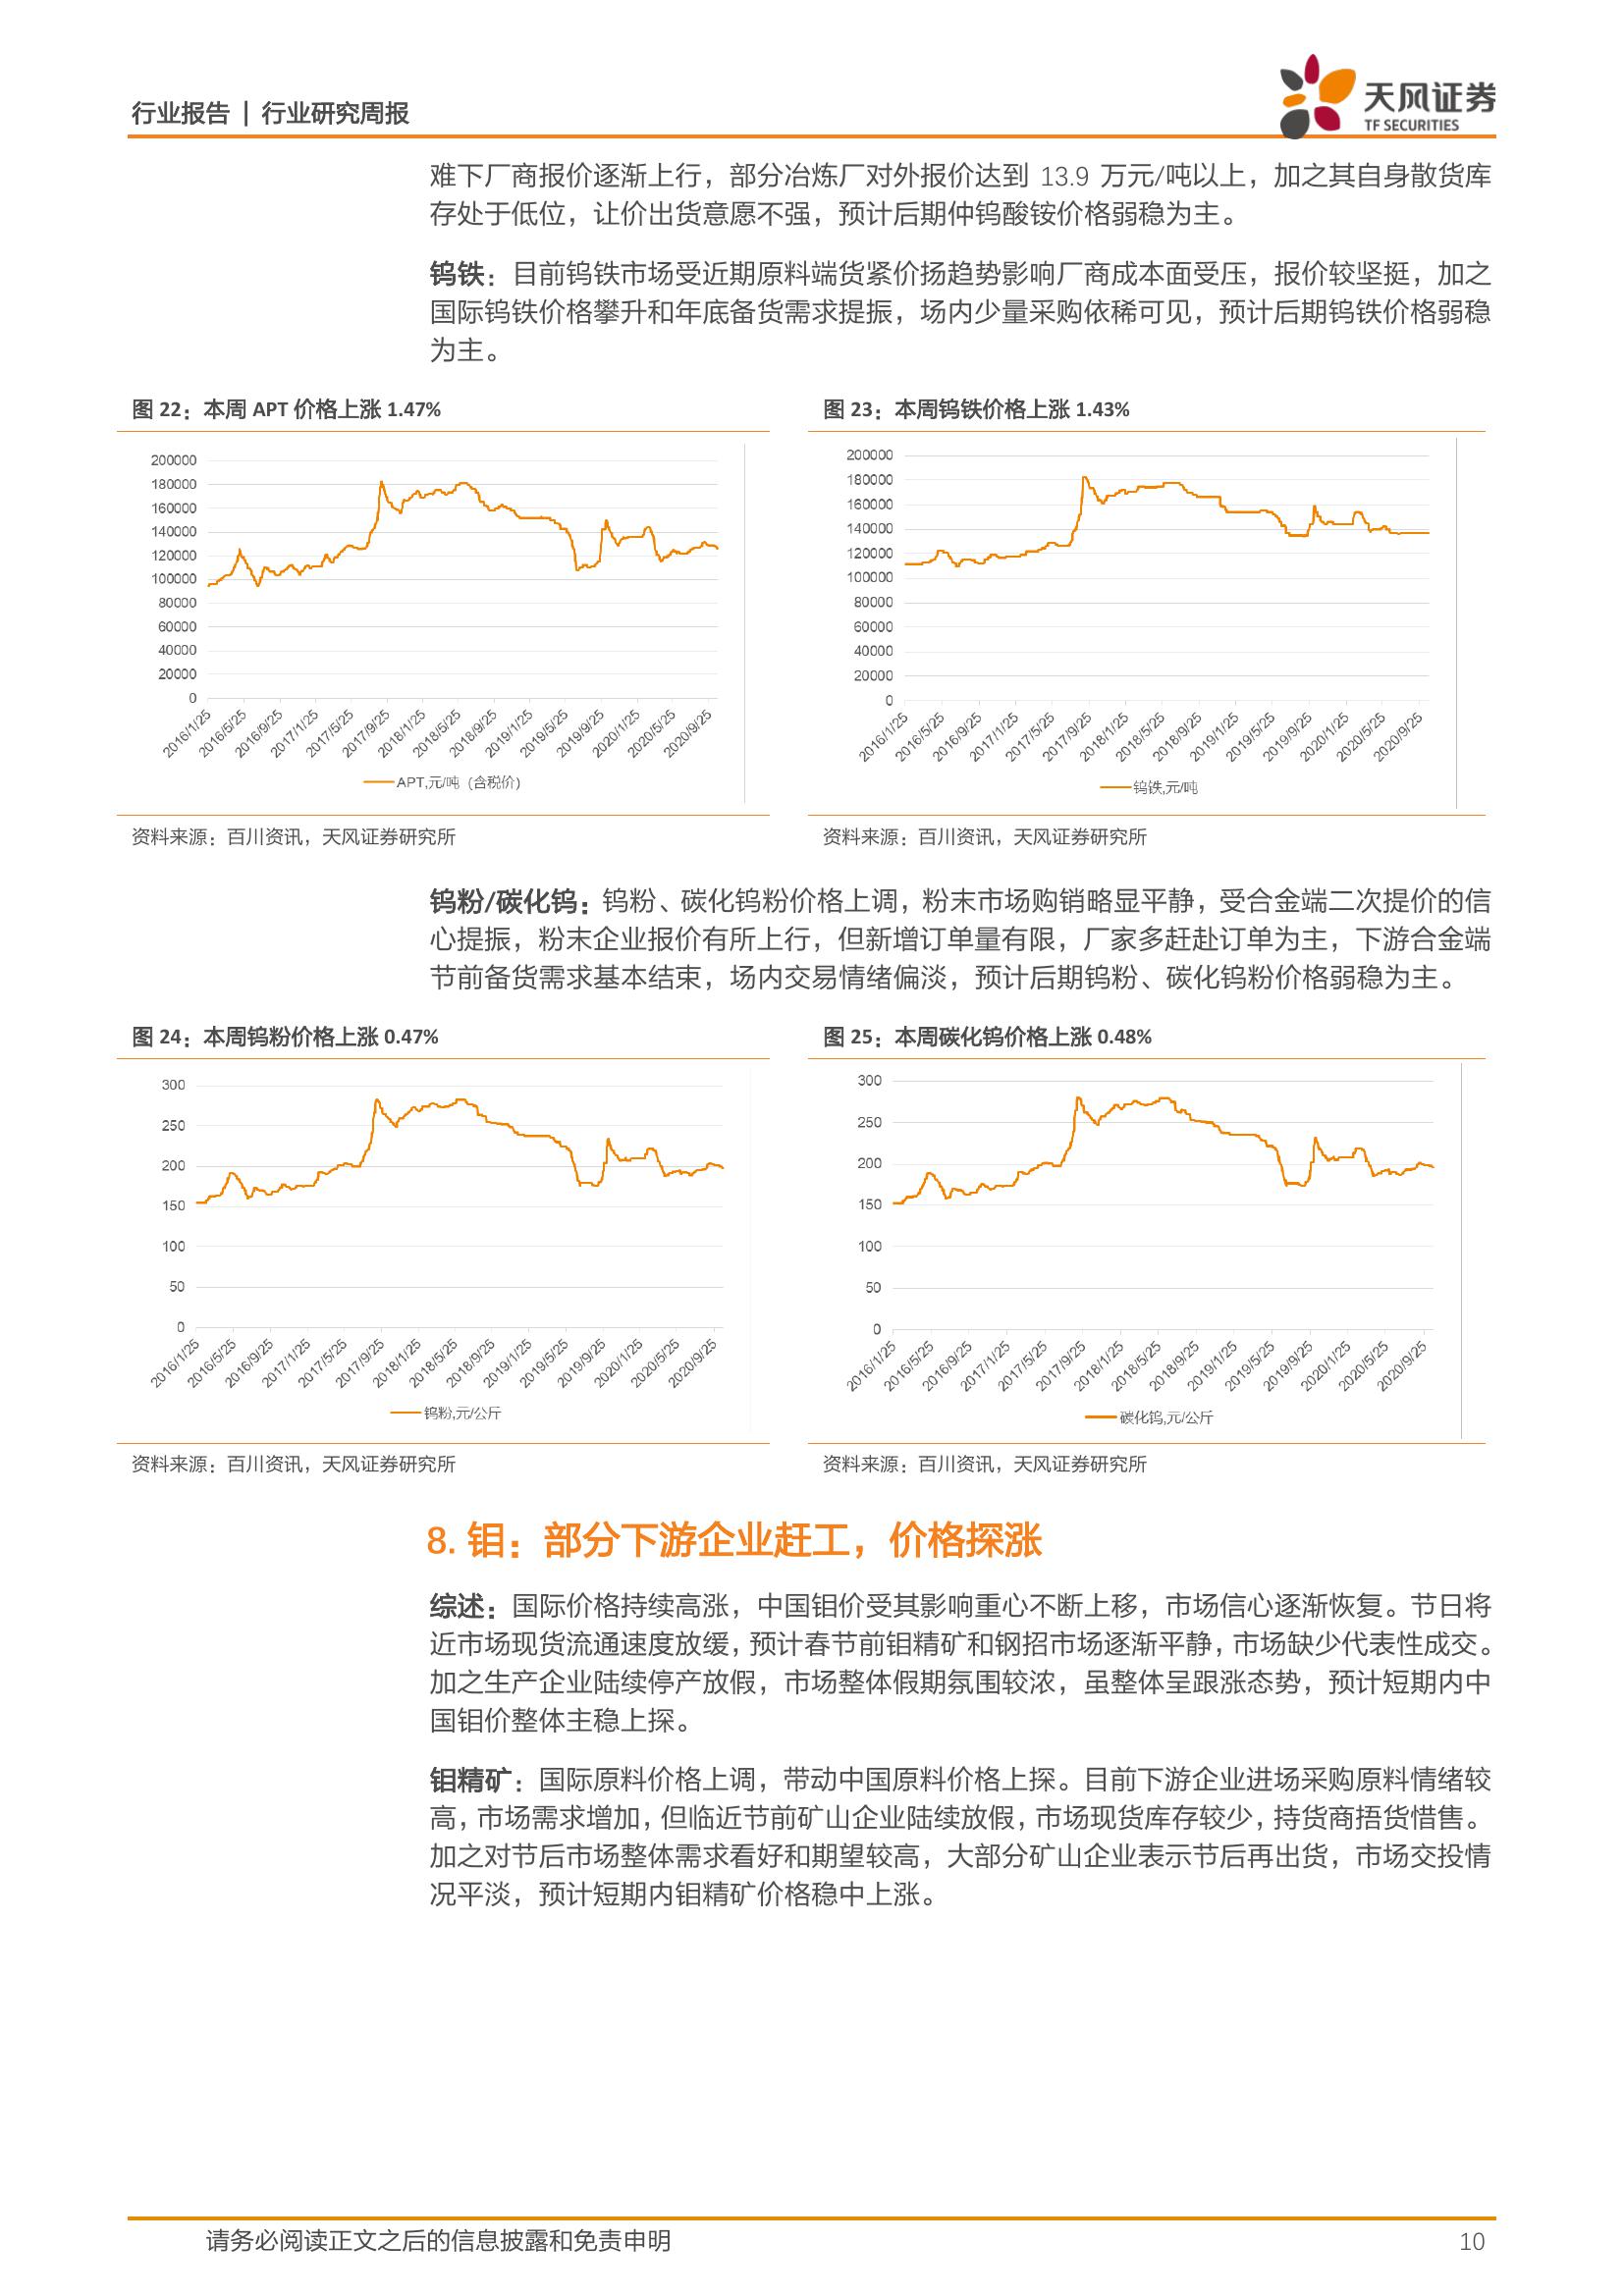 行业报告 | 行业研究周报
天风证券
TF SECURITIES
难下厂商报价逐渐上行，部分冶炼厂对外报价达到 13.9 万元/吨以上，加之其自身散货库
存处于低位，让价出货意愿不强，预计后期仲钨酸铵价格弱稳为主。
钨铁：目前钨铁市场受近期原料端货紧价扬趋势影响厂商成本面受压，报价较坚挺，加之
国际钨铁价格攀升和年底备货需求提振，场内少量采购依稀可见，预计后期钨铁价格弱稳
为主。
图 22：本周 APT 价格上涨 1.47%
200000
180000
160000
140000
120000
100000
80000
60000
40000
20000
0
2016/1/25
2016/5/25
2016/9/25
2017/1/25
2017/5/25
2017/9/25
2018/1/25
2018/5/25
2018/9/25
2019/1/25
2019/5/25
2019/9/25
2020/1/25
2020/5/25
2020/9/25
APT,元/吨（含税价）
资料来源：百川资讯，天风证券研究所
图 23：本周钨铁价格上涨 1.43%
200000
180000
160000
140000
120000
100000
80000
60000
40000
20000
0
2016/1/25
2016/5/25
2016/9/25
2017/1/25
2017/5/25
2017/9/25
2018/1/25
2018/5/25
2018/9/25
2019/1/25
2019/5/25
2019/9/25
2020/1/25
2020/5/25
2020/9/25
钨铁,元/吨
资料来源：百川资讯，天风证券研究所
钨粉/碳化钨：钨粉、碳化钨粉价格上调，粉末市场购销略显平静，受合金端二次提价的信
心提振，粉末企业报价有所上行，但新增订单量有限，厂家多赶赴订单为主，下游合金端
节前备货需求基本结束，场内交易情绪偏淡，预计后期钨粉、碳化钨粉价格弱稳为主。
图 24：本周钨粉价格上涨 0.47%
300
250
200
150
100
50
0
2016/1/25
2016/5/25
2016/9/25
2017/1/25
2017/5/25
2017/9/25
2018/1/25
2018/5/25
2018/9/25
2019/1/25
2019/5/25
2019/9/25
2020/1/25
2020/5/25
2020/9/25
钨粉,元/公斤
资料来源：百川资讯，天风证券研究所
图 25：本周碳化钨价格上涨 0.48%
300
250
200
150
100
50
0
2016/1/25
2016/5/25
2016/9/25
2017/1/25
2017/5/25
2017/9/25
2018/1/25
2018/5/25
2018/9/25
2019/1/25
2019/5/25
2019/9/25
2020/1/25
2020/5/25
2020/9/25
碳化钨,元/公斤
资料来源：百川资讯，天风证券研究所
8. 钼：部分下游企业赶工，价格探涨
综述：国际价格持续高涨，中国钼价受其影响重心不断上移，市场信心逐渐恢复。节日将
近市场现货流通速度放缓，预计春节前钼精矿和钢招市场逐渐平静，市场缺少代表性成交。
加之生产企业陆续停产放假，市场整体假期氛围较浓，虽整体呈跟涨态势，预计短期内中
国钼价整体主稳上探。
钼精矿：国际原料价格上调，带动中国原料价格上探。目前下游企业进场采购原料情绪较
高，市场需求增加，但临近节前矿山企业陆续放假，市场现货库存较少，持货商捂货惜售。
加之对节后市场整体需求看好和期望较高，大部分矿山企业表示节后再出货，市场交投情
况平淡，预计短期内钼精矿价格稳中上涨。
请务必阅读正文之后的信息披露和免责申明
10